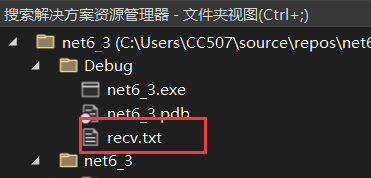 搜索解决方案资源管理器 - 文件夹视图(Ctrl+;)
net6_3 (C:\Users\CC507\source\repos\net6
Debug
net6_3.exe
net6_3.pdb
recv.txt
net6_3